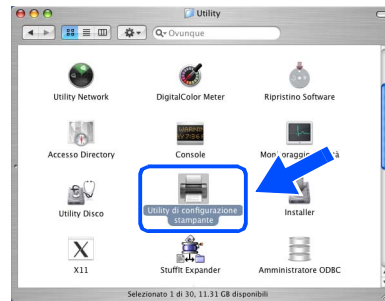 Utility
Q- Ovunque
Utility Network
DigitalColor Meter
Ripristino Software
Accesso Directory
Console
Utility Disco
Utility di configurazione
stampante
Installer
X11
StuffIt Expander
Amministratore ODBC
Selezionato 1 di 30, 11.31 GB disponibili